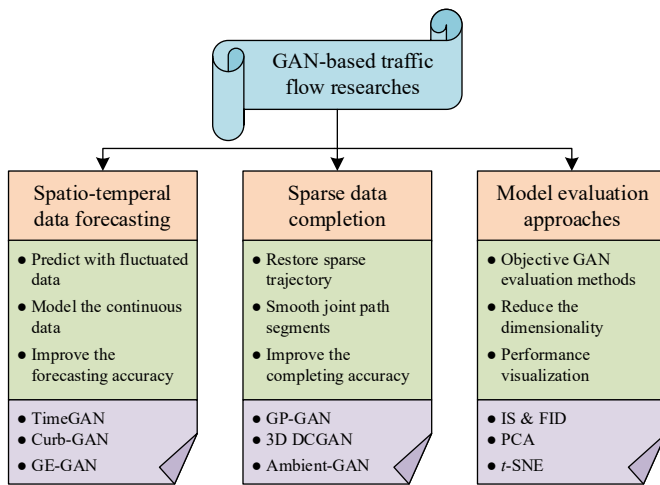 GAN-based traffic
flow researches
Spatio-temperal
data forecasting
● Predict with fluctuated
data
● Model the continuous
data
● Improve the
forecasting accuracy
● TimeGAN
● Curb-GAN
● GE-GAN
Sparse data
completion
● Restore sparse
trajectory
● Smooth joint path
segments
● Improve the
completing accuracy
● GP-GAN
● 3D DCGAN
● Ambient-GAN
Model evaluation
approaches
● Objective GAN
evaluation methods
● Reduce the
dimensionality
● Performance
visualization
● IS & FID
● PCA
● t-SNE